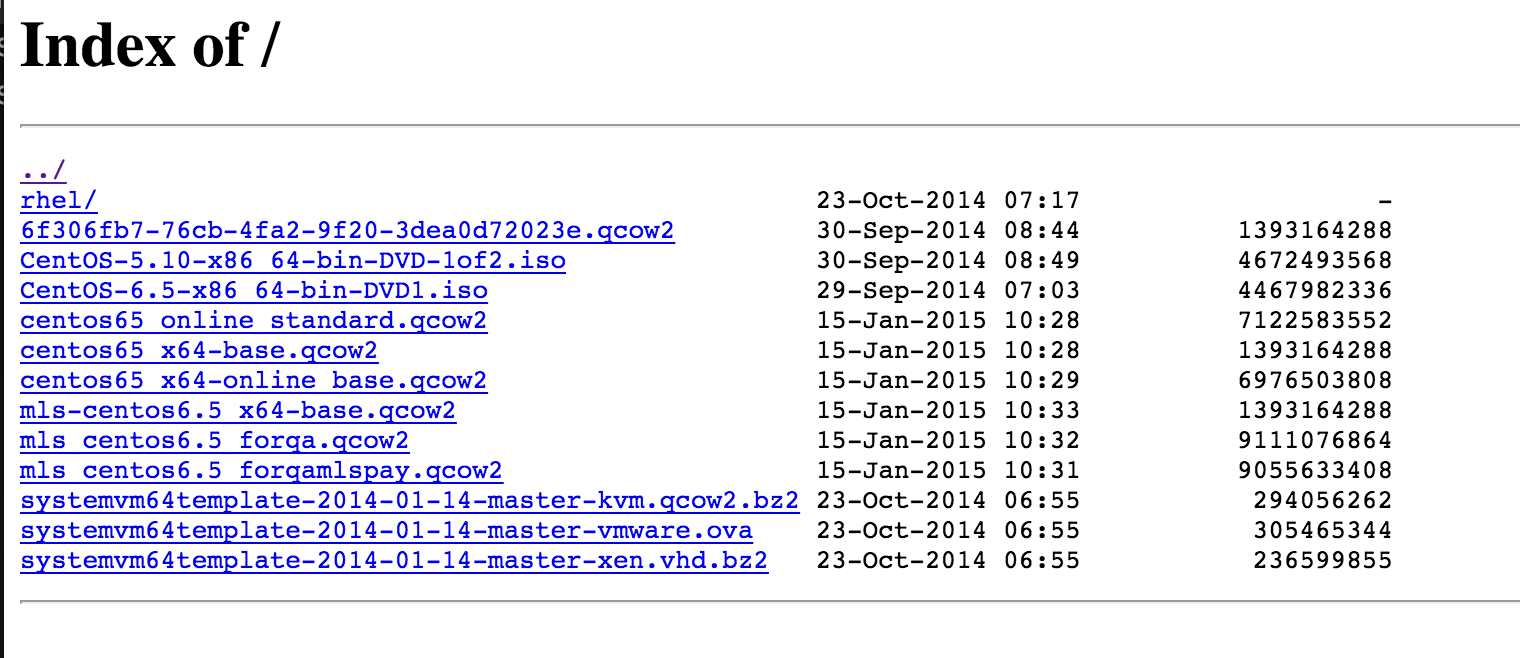 Index of /
../
rhel/ 23-Oct-2014 07:17 -
6f306fb7-76cb-4fa2-9f20-3dea0d72023e.qcow2 30-Sep-2014 08:44 1393164288
CentOS-5.10-x86_64-bin-DVD-1of2.iso 30-Sep-2014 08:49 4672493568
CentOS-6.5-x86_64-bin-DVD1.iso 29-Sep-2014 07:03 4467982336
centos65_online_standard.qcow2 15-Jan-2015 10:28 7122583552
centos65_x64-base.qcow2 15-Jan-2015 10:28 1393164288
centos65_x64-online_base.qcow2 15-Jan-2015 10:29 6976503808
mls-centos6.5_x64-base.qcow2 15-Jan-2015 10:33 1393164288
mls_centos6.5_forqa.qcow2 15-Jan-2015 10:32 9111076864
mls_centos6.5_forqamlspay.qcow2 15-Jan-2015 10:31 9055633408
systemvm64template-2014-01-14-master-kvm.qcow2.bz2 23-Oct-2014 06:55 294056262
systemvm64template-2014-01-14-master-vmware.ova 23-Oct-2014 06:55 305465344
systemvm64template-2014-01-14-master-xen.vhd.bz2 23-Oct-2014 06:55 236599855